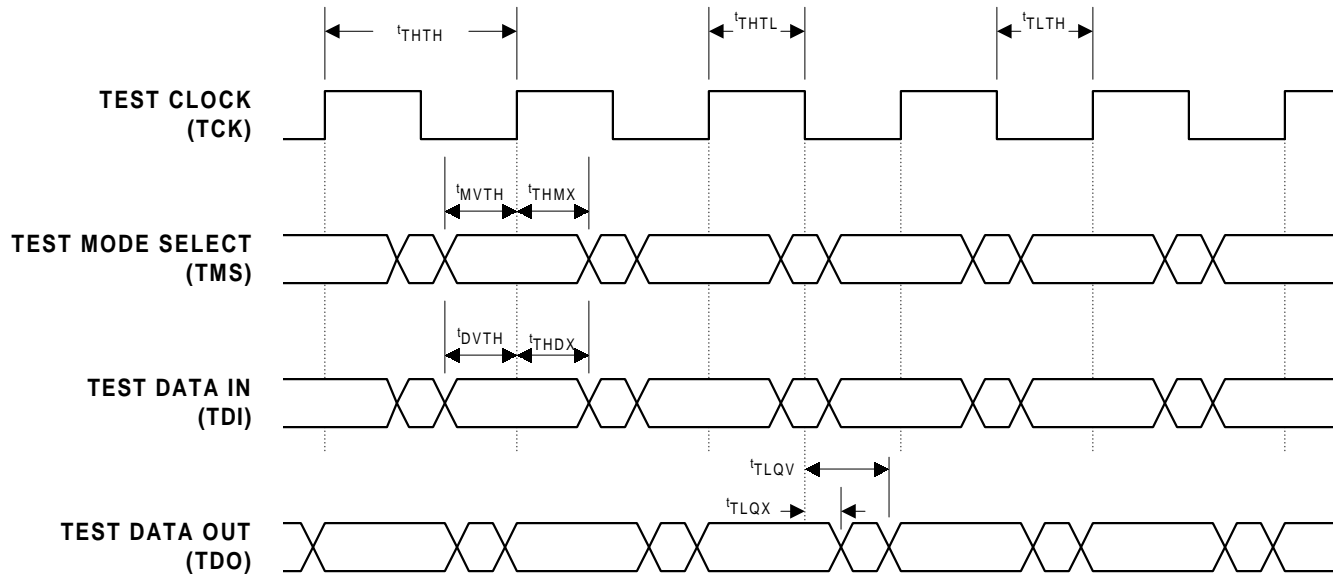 tTHTH
tTHTL
tTLTH
TEST CLOCK
(TCK)
tMVTH
tTHMX
TEST MODE SELECT
(TMS)
tDVTH
tTHDX
TEST DATA IN
(TDI)
tTLQV
tTLQX
TEST DATA OUT
(TDO)